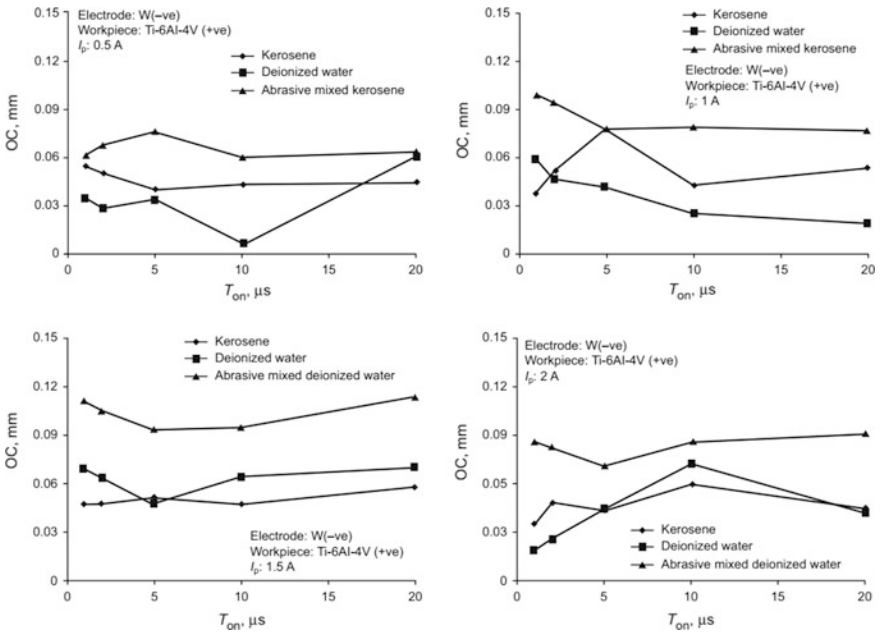 Electrode: W(–ve)
Workpiece: Ti-6Al-4V (+ve)
Ip: 0.5 A
Kerosene
Deionized water
Abrasive mixed kerosene
OC, mm
0.15
0.12
0.09
0.06
0.03
0
0
5
10
15
20
Ton, μs
Kerosene
Deionized water
Abrasive mixed kerosene
Electrode: W(–ve)
Workpiece: Ti-6Al-4V (+ve)
Ip: 1 A
OC, mm
0.15
0.12
0.09
0.06
0.03
0
0
5
10
15
20
Ton, μs
Kerosene
Deionized water
Abrasive mixed deionized water
OC, mm
0.15
0.12
0.09
0.06
0.03
0
Electrode: W(–ve)
Workpiece: Ti-6Al-4V (+ve)
Ip: 1.5 A
0
5
10
15
20
Ton, μs
Electrode: W(–ve)
Workpiece: Ti-6Al-4V (+ve)
Ip: 2 A
OC, mm
0.15
0.12
0.09
0.06
0.03
0
Kerosene
Deionized water
Abrasive mixed deionized water
0
5
10
15
20
Ton, μs